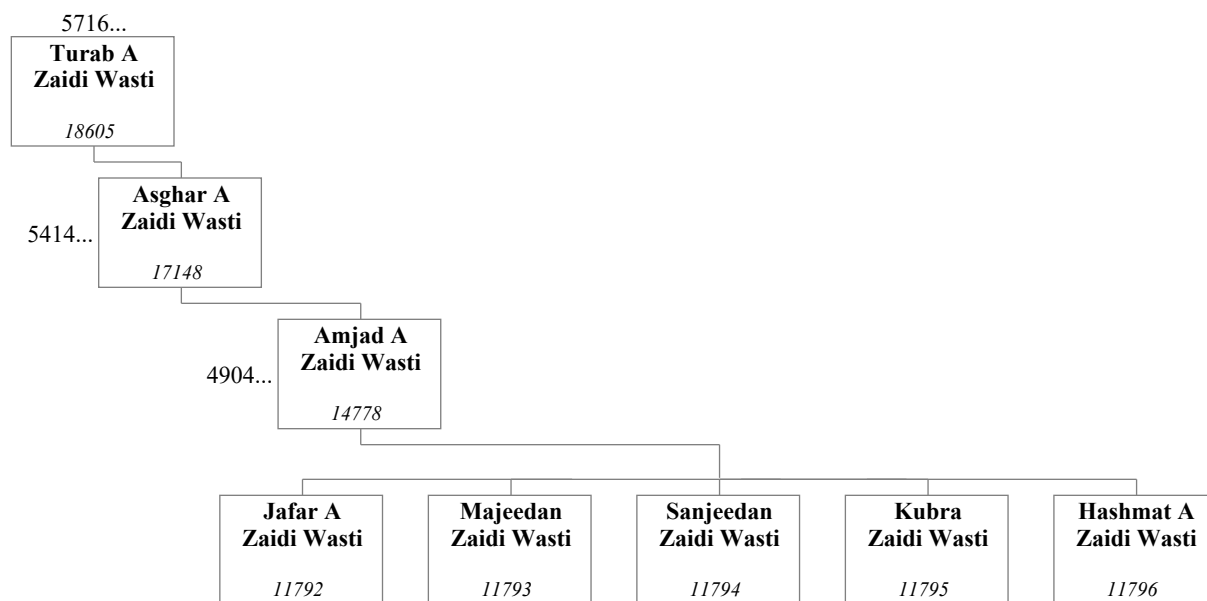 5716...
Turab A
Zaidi Wasti
18605
Asghar A
Zaidi Wasti
5414...
17148
Amjad A
Zaidi Wasti
4904...
14778
Jafar A
Zaidi Wasti
11792
Majeedan
Zaidi Wasti
11793
Sanjeedan
Zaidi Wasti
11794
Kubra
Zaidi Wasti
11795
Hashmat A
Zaidi Wasti
11796